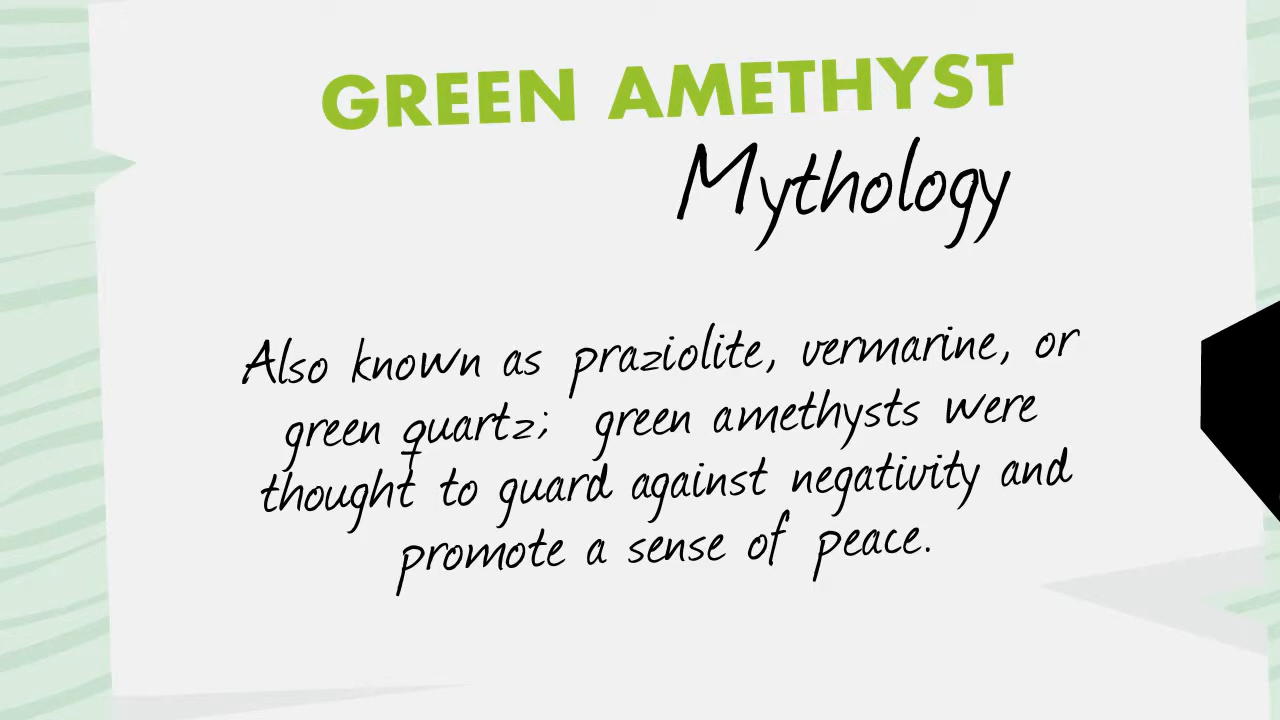 GREEN AMETHYST
Mythology
Also known as praziolite, vermarine, or
green quartz; green amethysts were
thought to guard against negativity and
promote a sense of peace.